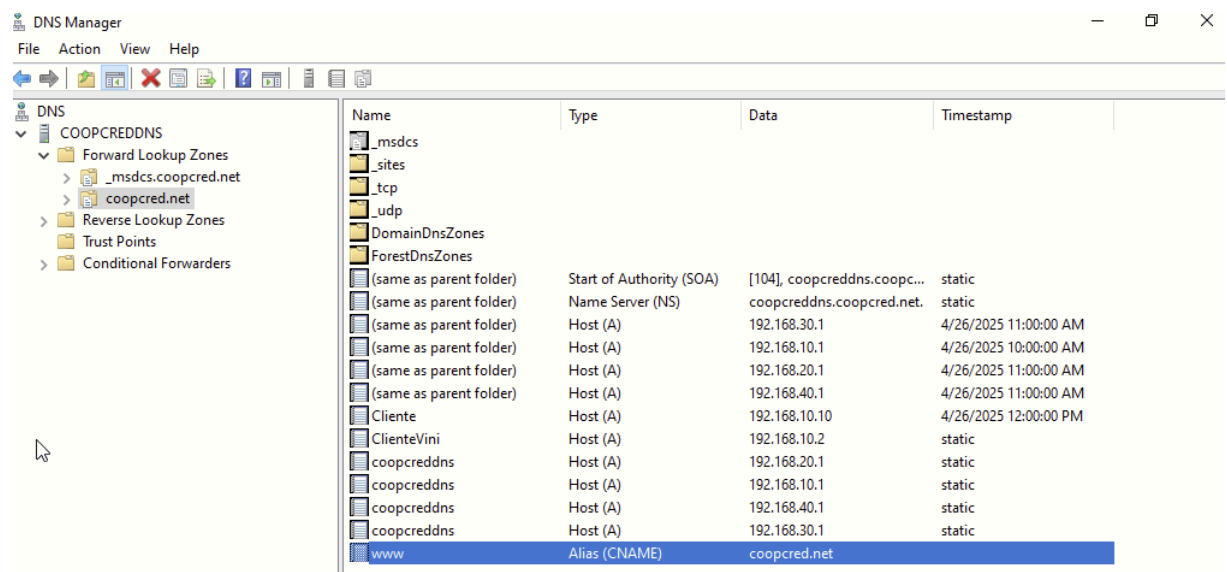 DNS Manager
File Action View Help
DNS
COOPCREDDNS
Forward Lookup Zones
_msdcs.coopcred.net
coopcred.net
Reverse Lookup Zones
Trust Points
Conditional Forwarders
Name Type Data Timestamp
_msdcs
_sites
_tcp
_udp
DomainDnsZones
ForestDnsZones
(same as parent folder) Start of Authority (SOA) [104], coopcreddns.coopc... static
(same as parent folder) Name Server (NS) coopcreddns.coopcred.net. static
(same as parent folder) Host (A) 192.168.30.1 4/26/2025 11:00:00 AM
(same as parent folder) Host (A) 192.168.10.1 4/26/2025 10:00:00 AM
(same as parent folder) Host (A) 192.168.20.1 4/26/2025 11:00:00 AM
(same as parent folder) Host (A) 192.168.40.1 4/26/2025 11:00:00 AM
Cliente Host (A) 192.168.10.10 4/26/2025 12:00:00 PM
ClienteVini Host (A) 192.168.10.2 static
coopcreddns Host (A) 192.168.20.1 static
coopcreddns Host (A) 192.168.10.1 static
coopcreddns Host (A) 192.168.40.1 static
coopcreddns Host (A) 192.168.30.1 static
www Alias (CNAME) coopcred.net